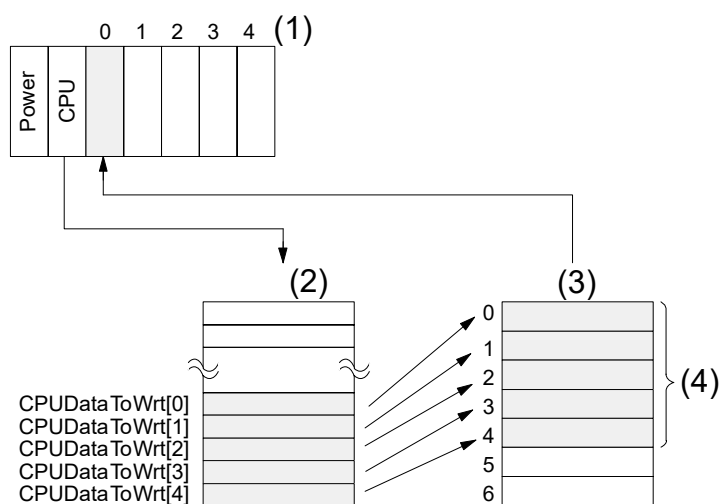 0 1 2 3 4 (1)
Power
CPU
(2)
(3)
0
1
2
3
4
5
6
(4)
CPUDataToWrt[0]
CPUDataToWrt[1]
CPUDataToWrt[2]
CPUDataToWrt[3]
CPUDataToWrt[4]